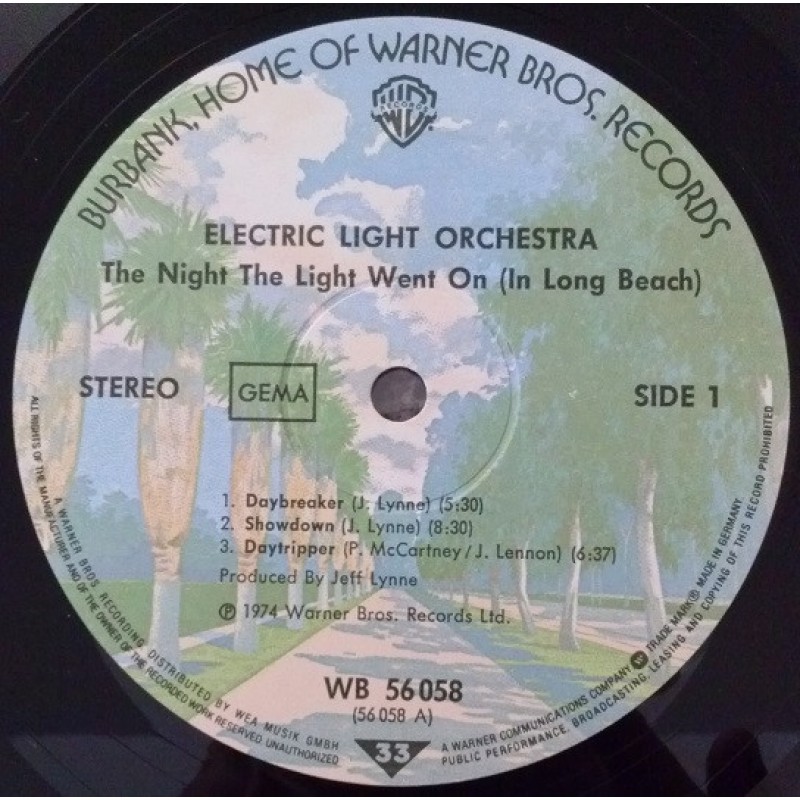 BURBANK, HOME OF WARNER BROS. RECORDS
WB
RECORDS
ELECTRIC LIGHT ORCHESTRA
The Night The Light Went On (In Long Beach)
STEREO
GEMA
SIDE 1
1. Daybreaker (J. Lynne) (5:30)
2. Showdown (J. Lynne) (8:30)
3. Daytripper (P. McCartney/J. Lennon) (6:37)
Produced By Jeff Lynne
℗ 1974 Warner Bros. Records Ltd.
WB 56 058
(56 058 A)
33
A WARNER BROS RECORDING DISTRIBUTED BY WEA MUSIK GMBH
A WARNER COMMUNICATIONS COMPANY TRADE MARK® MADE IN GERMANY
ALL RIGHTS OF THE MANUFACTURER AND OF THE OWNER OF THE RECORDED WORK RESERVED. UNAUTHORIZED
PUBLIC PERFORMANCE, BROADCASTING, LEASING AND COPYING OF THIS RECORD PROHIBITED